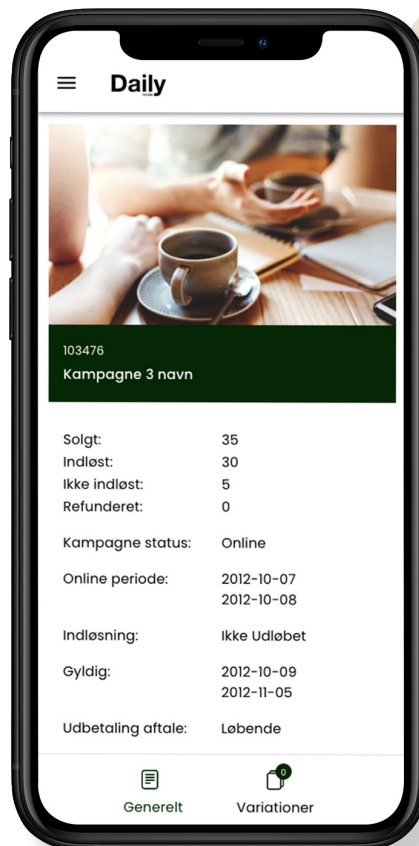 Daily
103476
Kampagne 3 navn
Solgt: 35
Indløst: 30
Ikke indløst: 5
Refunderet: 0
Kampagne status: Online
Online periode: 2012-10-07
2012-10-08
Indløsning: Ikke Udløbet
Gyldig: 2012-10-09
2012-11-05
Udbetaling aftale: Løbende
0
Generelt Variationer